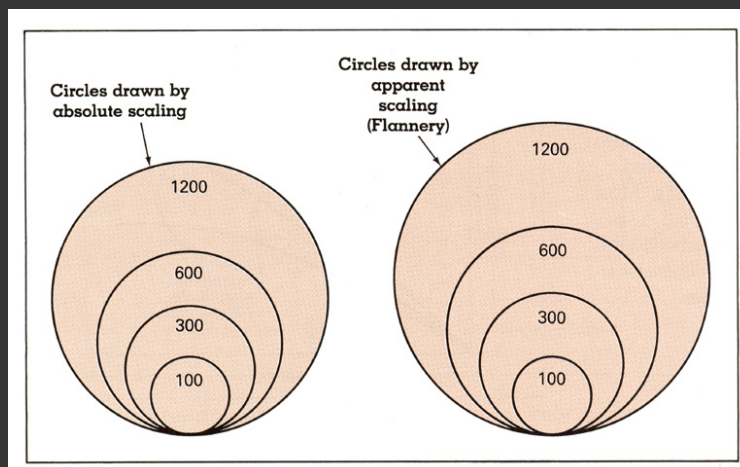 Circles drawn by
absolute scaling
1200
600
300
100
Circles drawn by
apparent
scaling
(Flannery)
1200
600
300
100